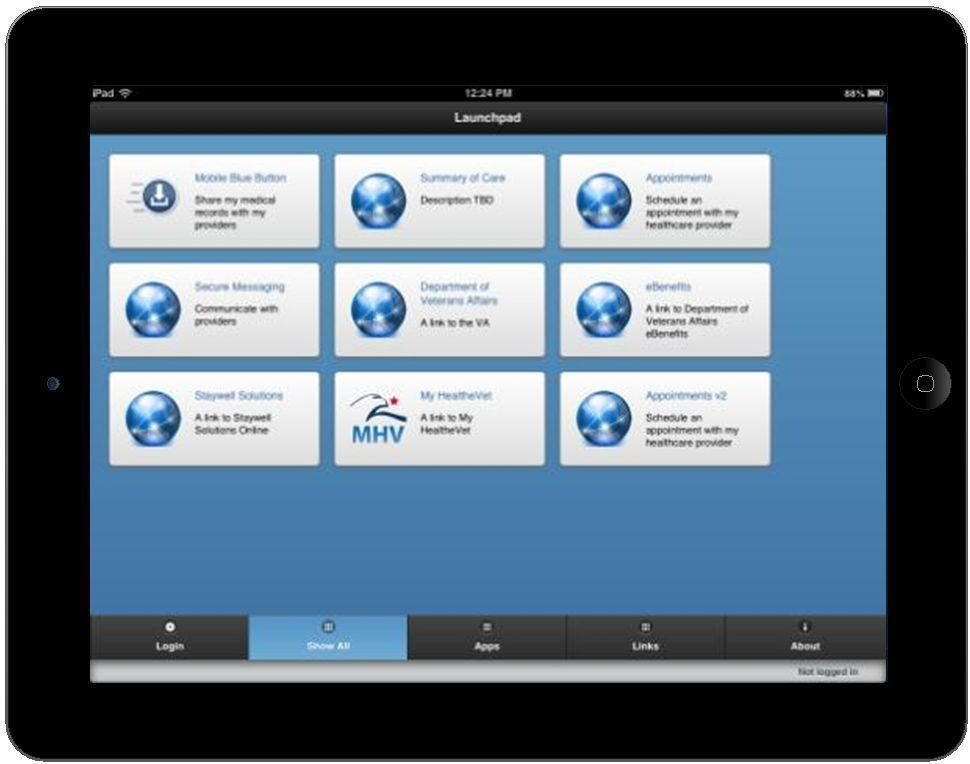 iPad 12:24 PM 88%
Launchpad
Mobile Blue Button
Share my medical
records with my
providers
Summary of Care
Description TBD
Appointments
Schedule an
appointment with my
healthcare provider
Secure Messaging
Communicate with
providers
Department of
Veterans Affairs
A link to the VA
eBenefits
A link to Department of
Veterans Affairs
eBenefits
Staywell Solutions
A link to Staywell
Solutions Online
MHV
My HealtheVet
A link to My
HealtheVet
Appointments v2
Schedule an
appointment with my
healthcare provider
Login Show All Apps Links About
Not logged in